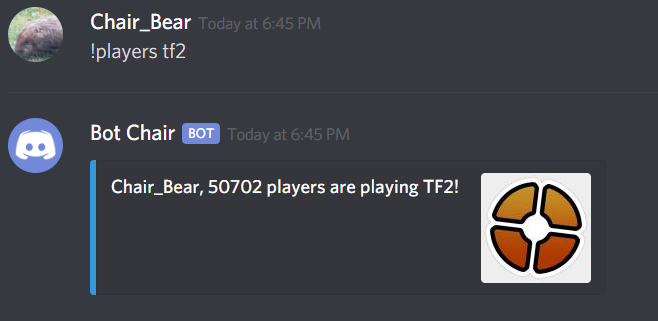 Chair_Bear Today at 6:45 PM
!players tf2
Bot Chair BOT Today at 6:45 PM
Chair_Bear, 50702 players are playing TF2!